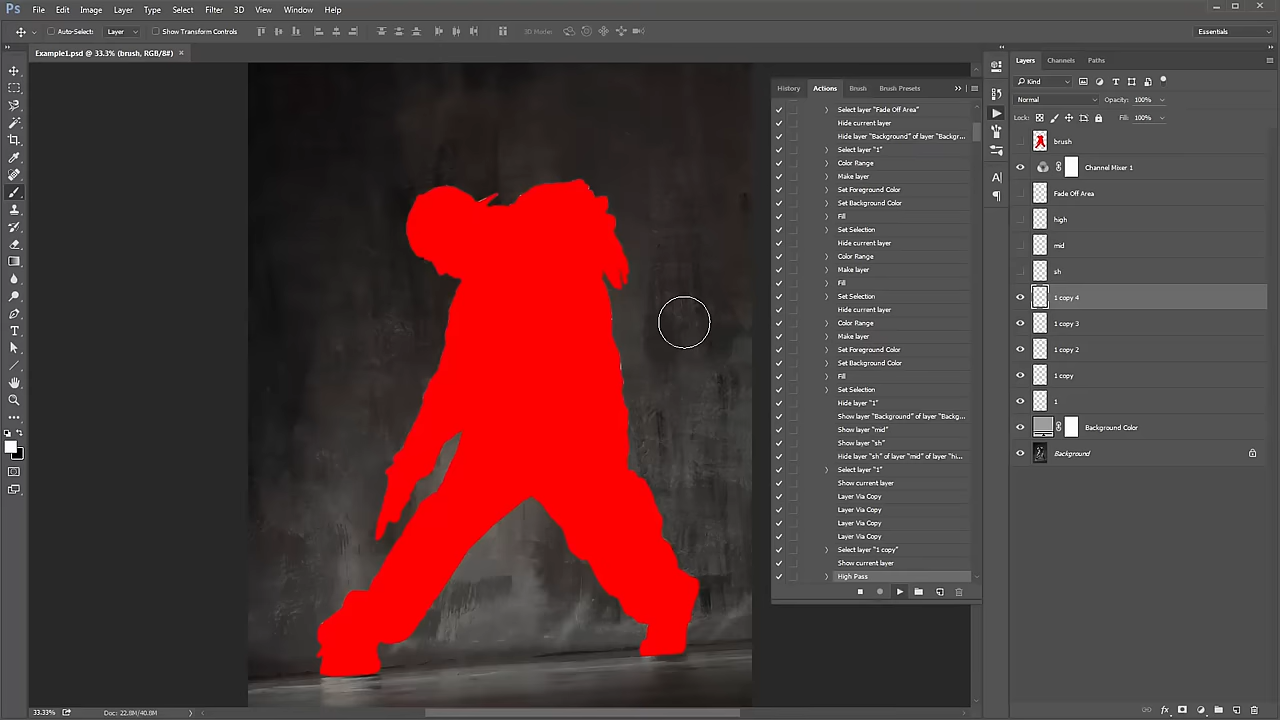 Ps File Edit Image Layer Type Select Filter 3D View Window Help
Auto-Select: Layer Show Transform Controls 3D Mode: Essentials
Example1.psd @ 33.3% (brush, RGB/8#) ×
History Actions Brush Brush Presets
Select layer "Fade Off Area"
Hide current layer
Hide layer "Background" of layer "Backgr...
Select layer "1"
Color Range
Make layer
Set Foreground Color
Set Background Color
Fill
Set Selection
Hide current layer
Color Range
Make layer
Fill
Set Selection
Hide current layer
Color Range
Make layer
Set Foreground Color
Set Background Color
Fill
Set Selection
Hide layer "1"
Show layer "Background" of layer "Backg...
Show layer "mid"
Show layer "sh"
Hide layer "sh" of layer "mid" of layer "hi...
Select layer "1"
Show current layer
Layer Via Copy
Layer Via Copy
Layer Via Copy
Layer Via Copy
Select layer "1 copy"
Show current layer
High Pass
Layers Channels Paths
Kind
Normal Opacity: 100%
Lock: Fill: 100%
brush
Channel Mixer 1
Fade Off Area
high
mid
sh
1 copy 4
1 copy 3
1 copy 2
1 copy
1
Background Color
Background
33.33% Doc: 22.8M/40.8M